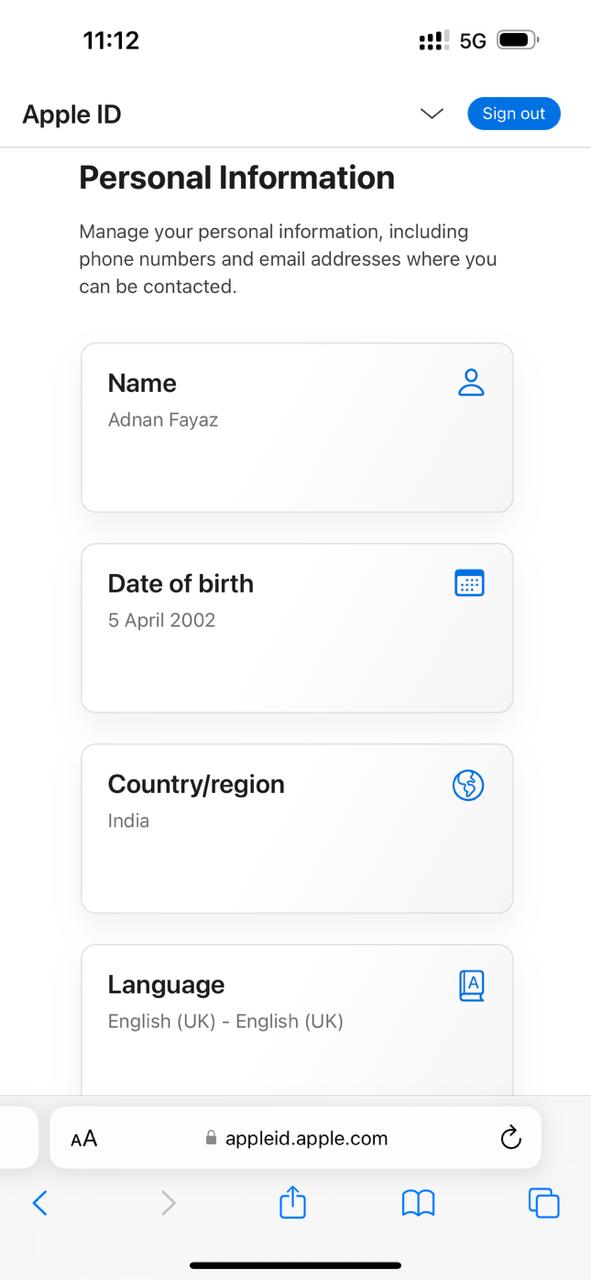 11:12
5G
Apple ID
Sign out
Personal Information
Manage your personal information, including
phone numbers and email addresses where you
can be contacted.
Name
Adnan Fayaz
Date of birth
5 April 2002
Country/region
India
Language
A
English (UK) - English (UK)
AA
appleid.apple.com